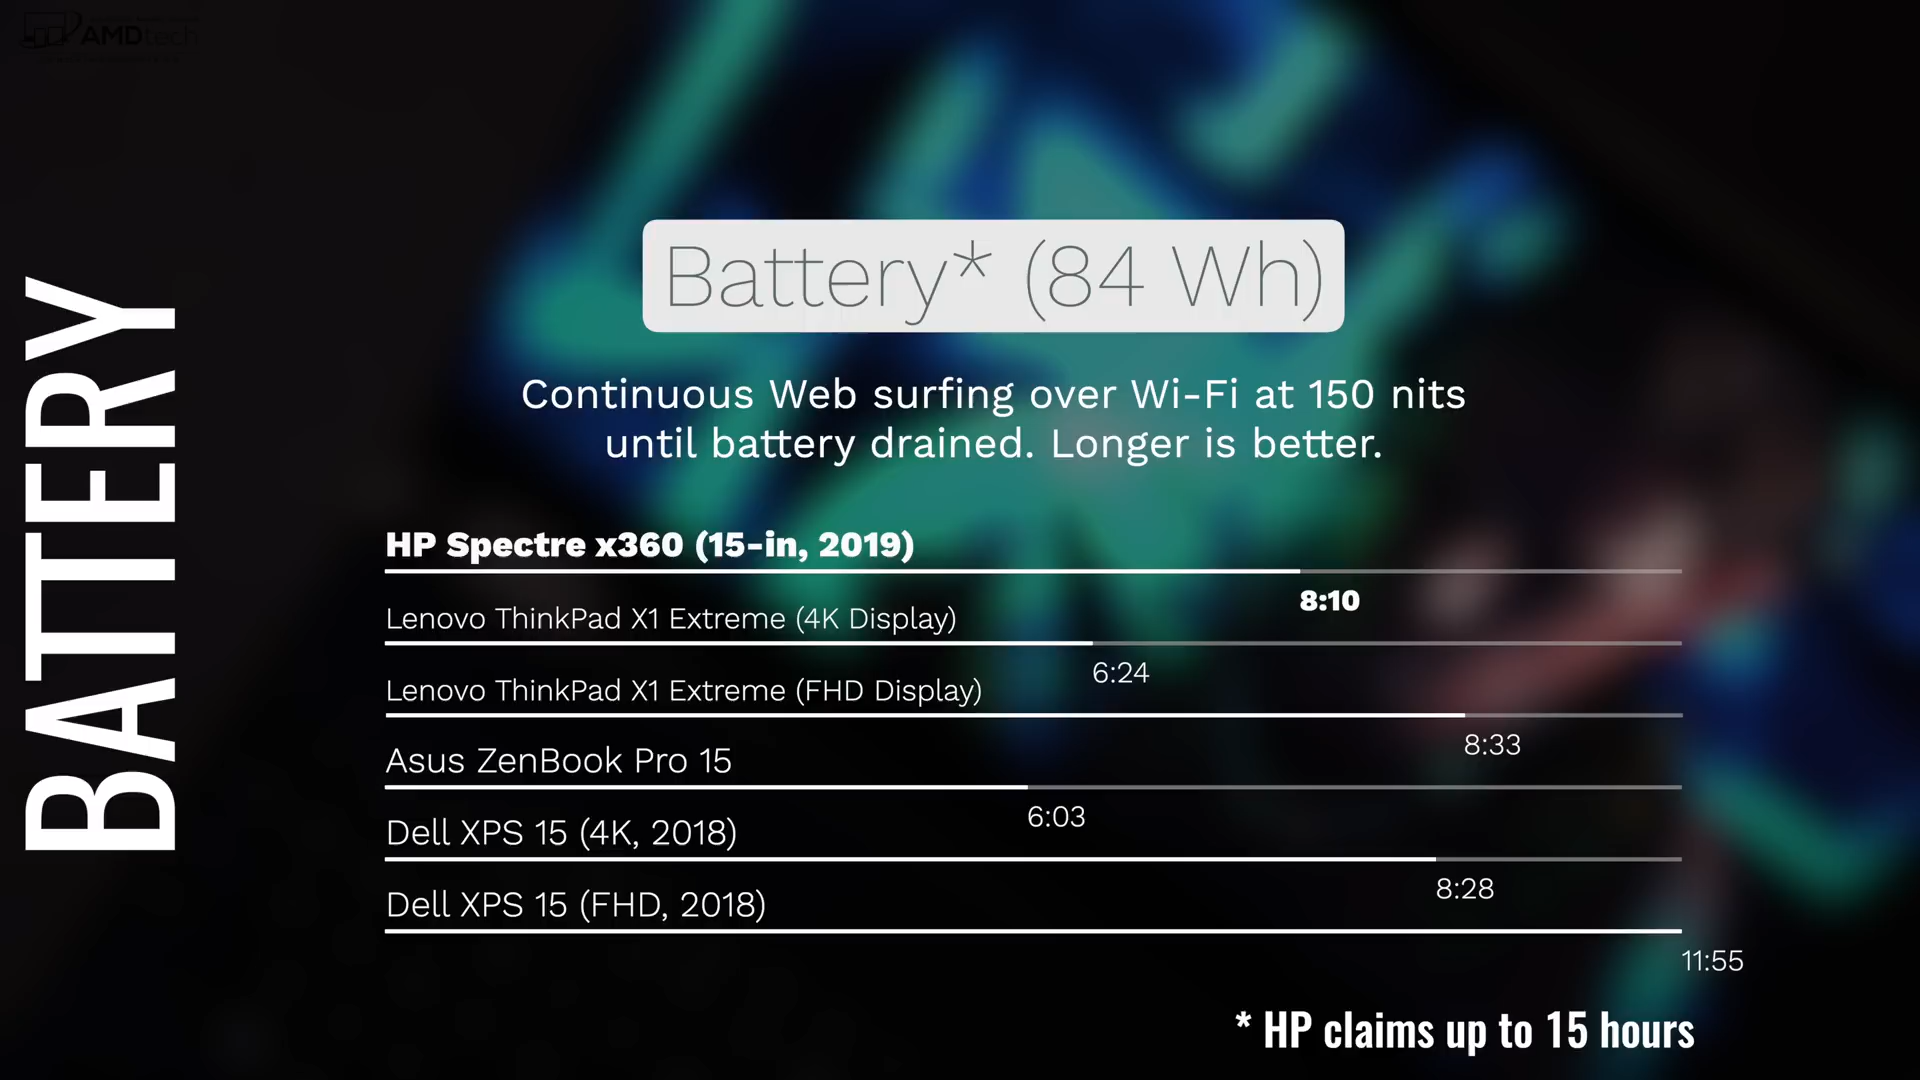 AMDtech
BATTERY
Battery* (84 Wh)
Continuous Web surfing over Wi-Fi at 150 nits
until battery drained. Longer is better.
HP Spectre x360 (15-in, 2019)
8:10
Lenovo ThinkPad X1 Extreme (4K Display)
6:24
Lenovo ThinkPad X1 Extreme (FHD Display)
8:33
Asus ZenBook Pro 15
6:03
Dell XPS 15 (4K, 2018)
8:28
Dell XPS 15 (FHD, 2018)
11:55
* HP claims up to 15 hours